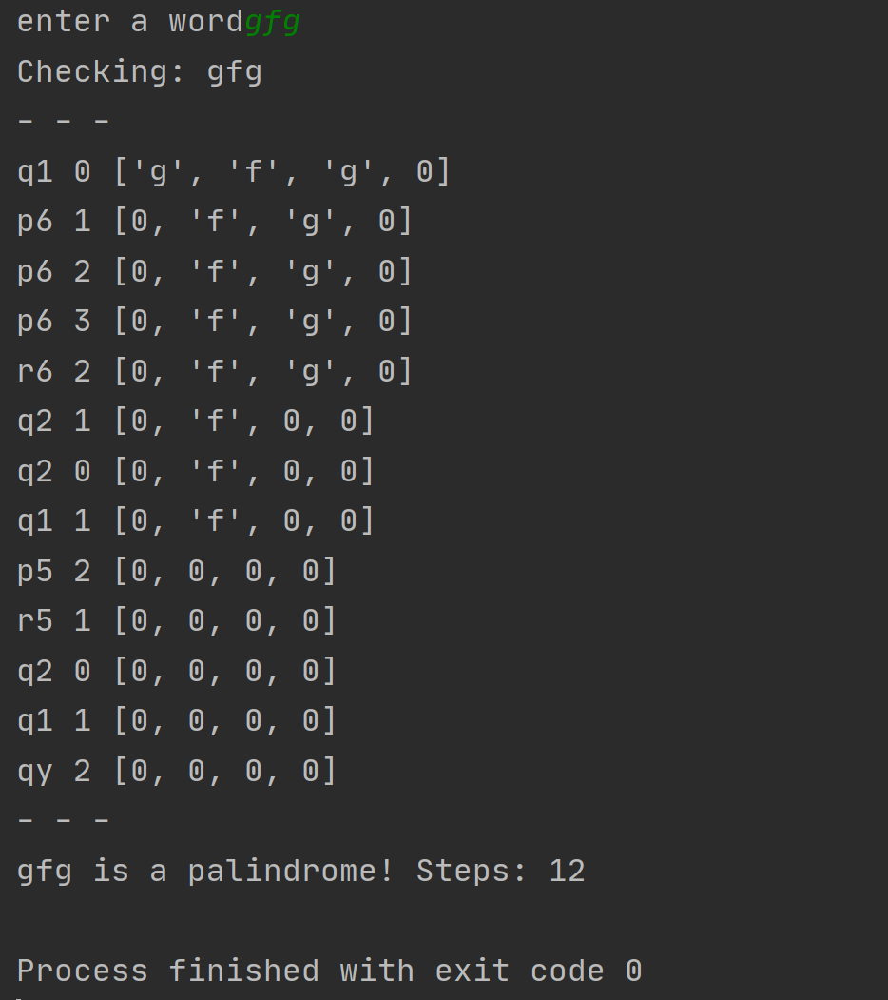 enter a wordgfg
Checking: gfg
- - -
q1 0 ['g', 'f', 'g', 0]
p6 1 [0, 'f', 'g', 0]
p6 2 [0, 'f', 'g', 0]
p6 3 [0, 'f', 'g', 0]
r6 2 [0, 'f', 'g', 0]
q2 1 [0, 'f', 0, 0]
q2 0 [0, 'f', 0, 0]
q1 1 [0, 'f', 0, 0]
p5 2 [0, 0, 0, 0]
r5 1 [0, 0, 0, 0]
q2 0 [0, 0, 0, 0]
q1 1 [0, 0, 0, 0]
qy 2 [0, 0, 0, 0]
- - -
gfg is a palindrome! Steps: 12
Process finished with exit code 0